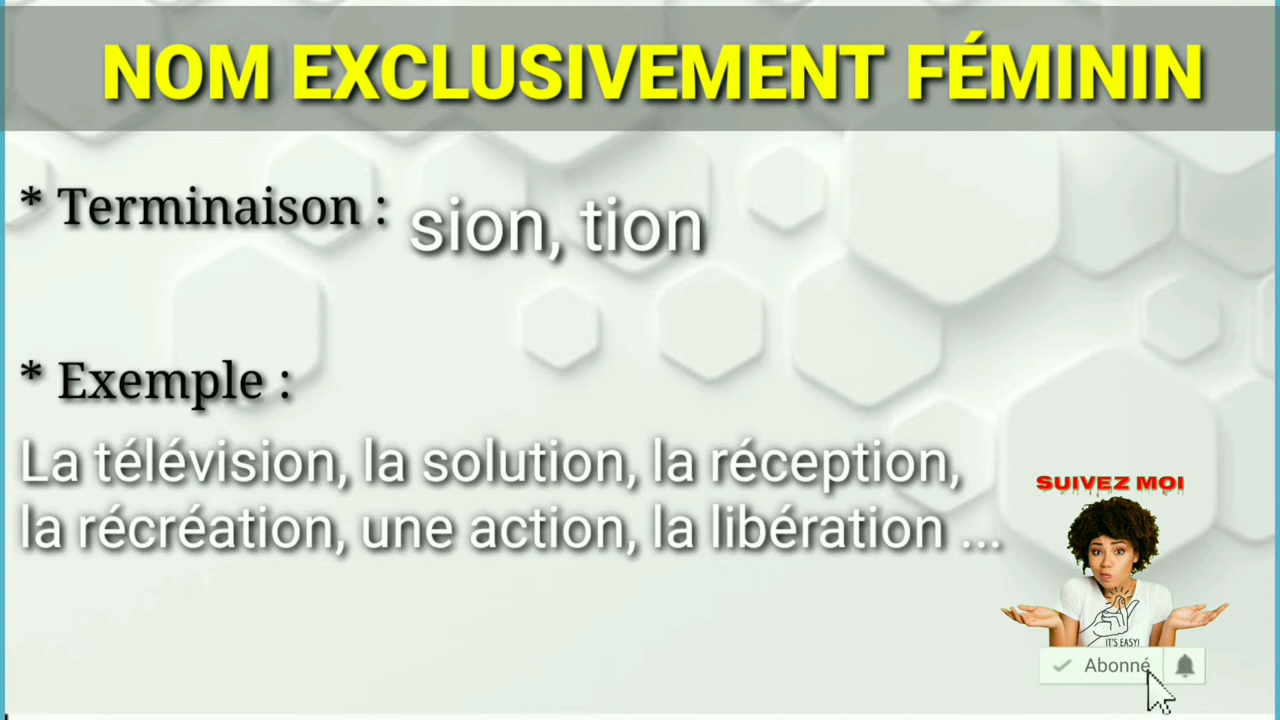 NOM EXCLUSIVEMENT FÉMININ
* Terminaison : sion, tion
* Exemple :
La télévision, la solution, la réception,
la récréation, une action, la libération ...
SUIVEZ MOI
IT'S EASY!
Abonné